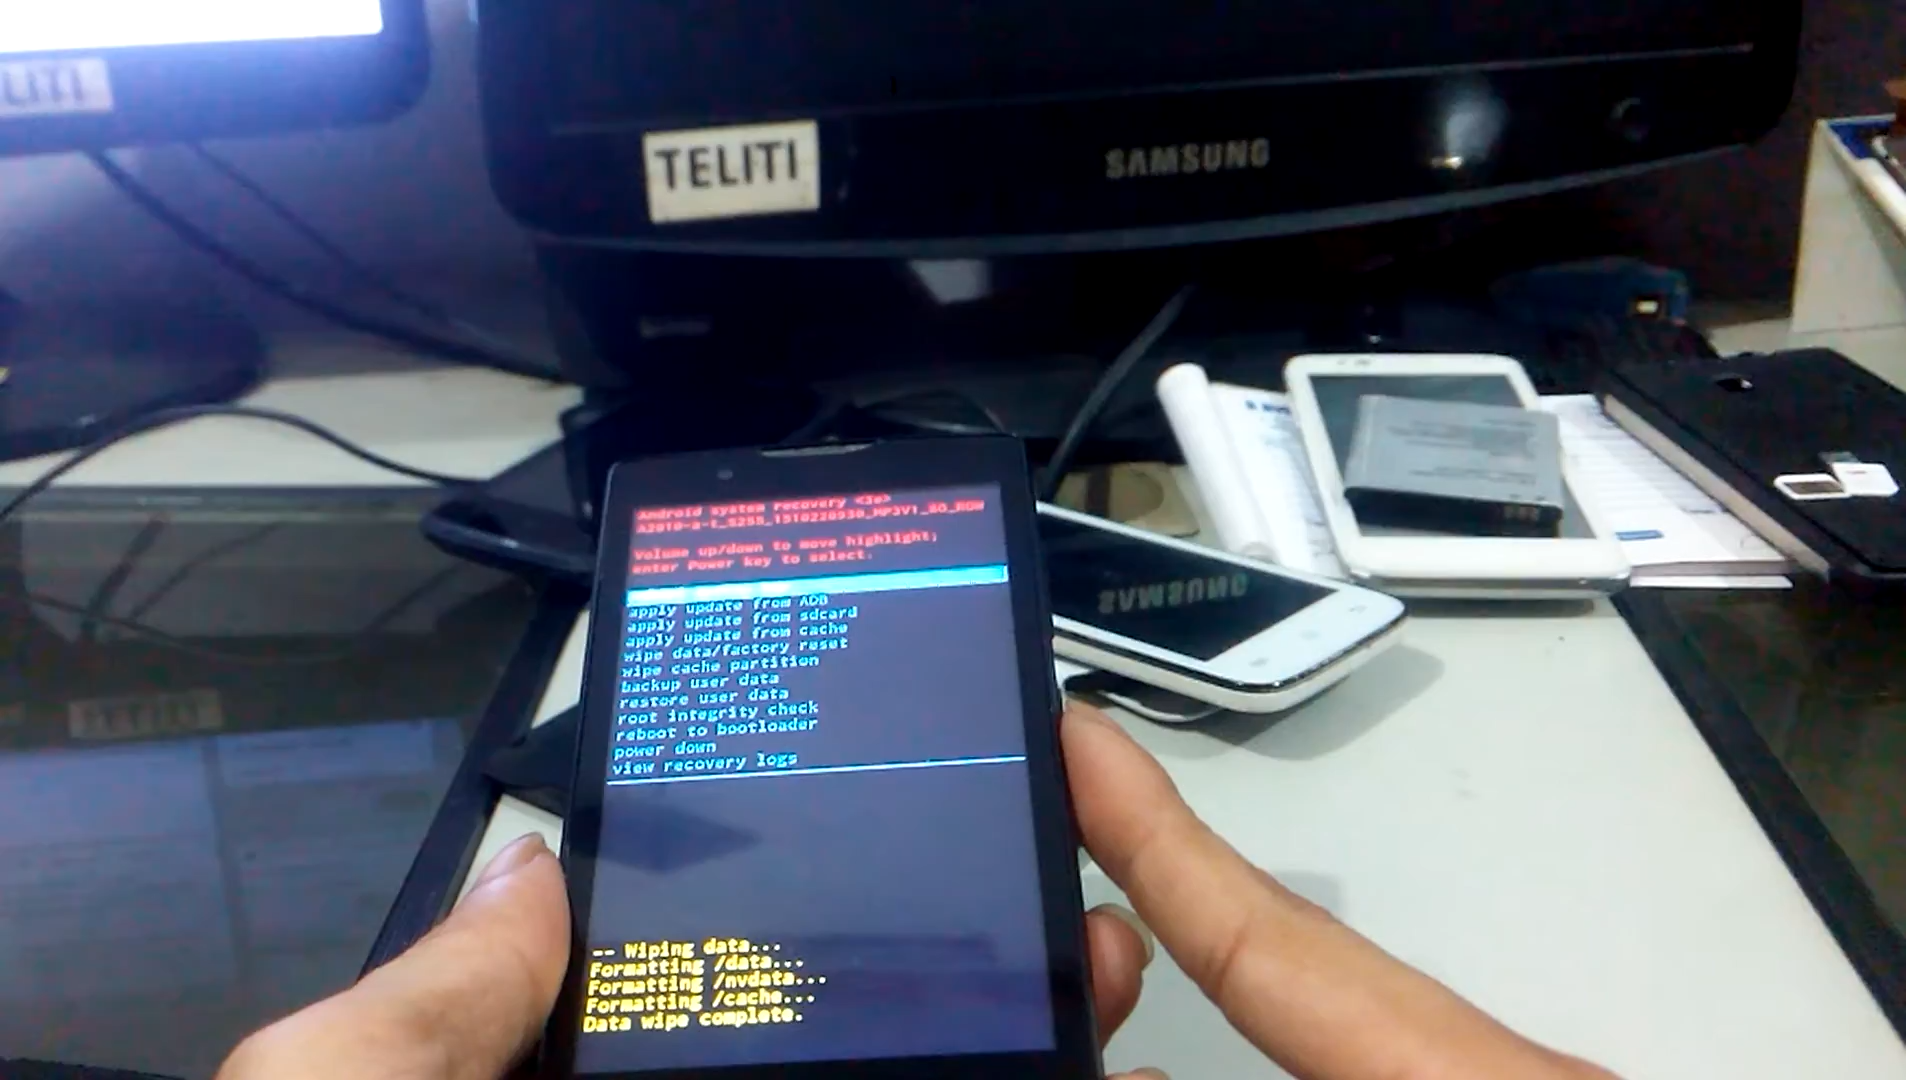 LITI
TELITI
SAMSUNG
Android system recovery <3e>
A2010-a-t_S255_1510220930_MP3V1_8G_ROW
Volume up/down to move highlight;
enter Power key to select.
apply update from ADB
apply update from sdcard
apply update from cache
wipe data/factory reset
wipe cache partition
backup user data
restore user data
root integrity check
reboot to bootloader
power down
view recovery logs
-- Wiping data...
Formatting /data...
Formatting /nvdata...
Formatting /cache...
Data wipe complete.
SAMSUNG